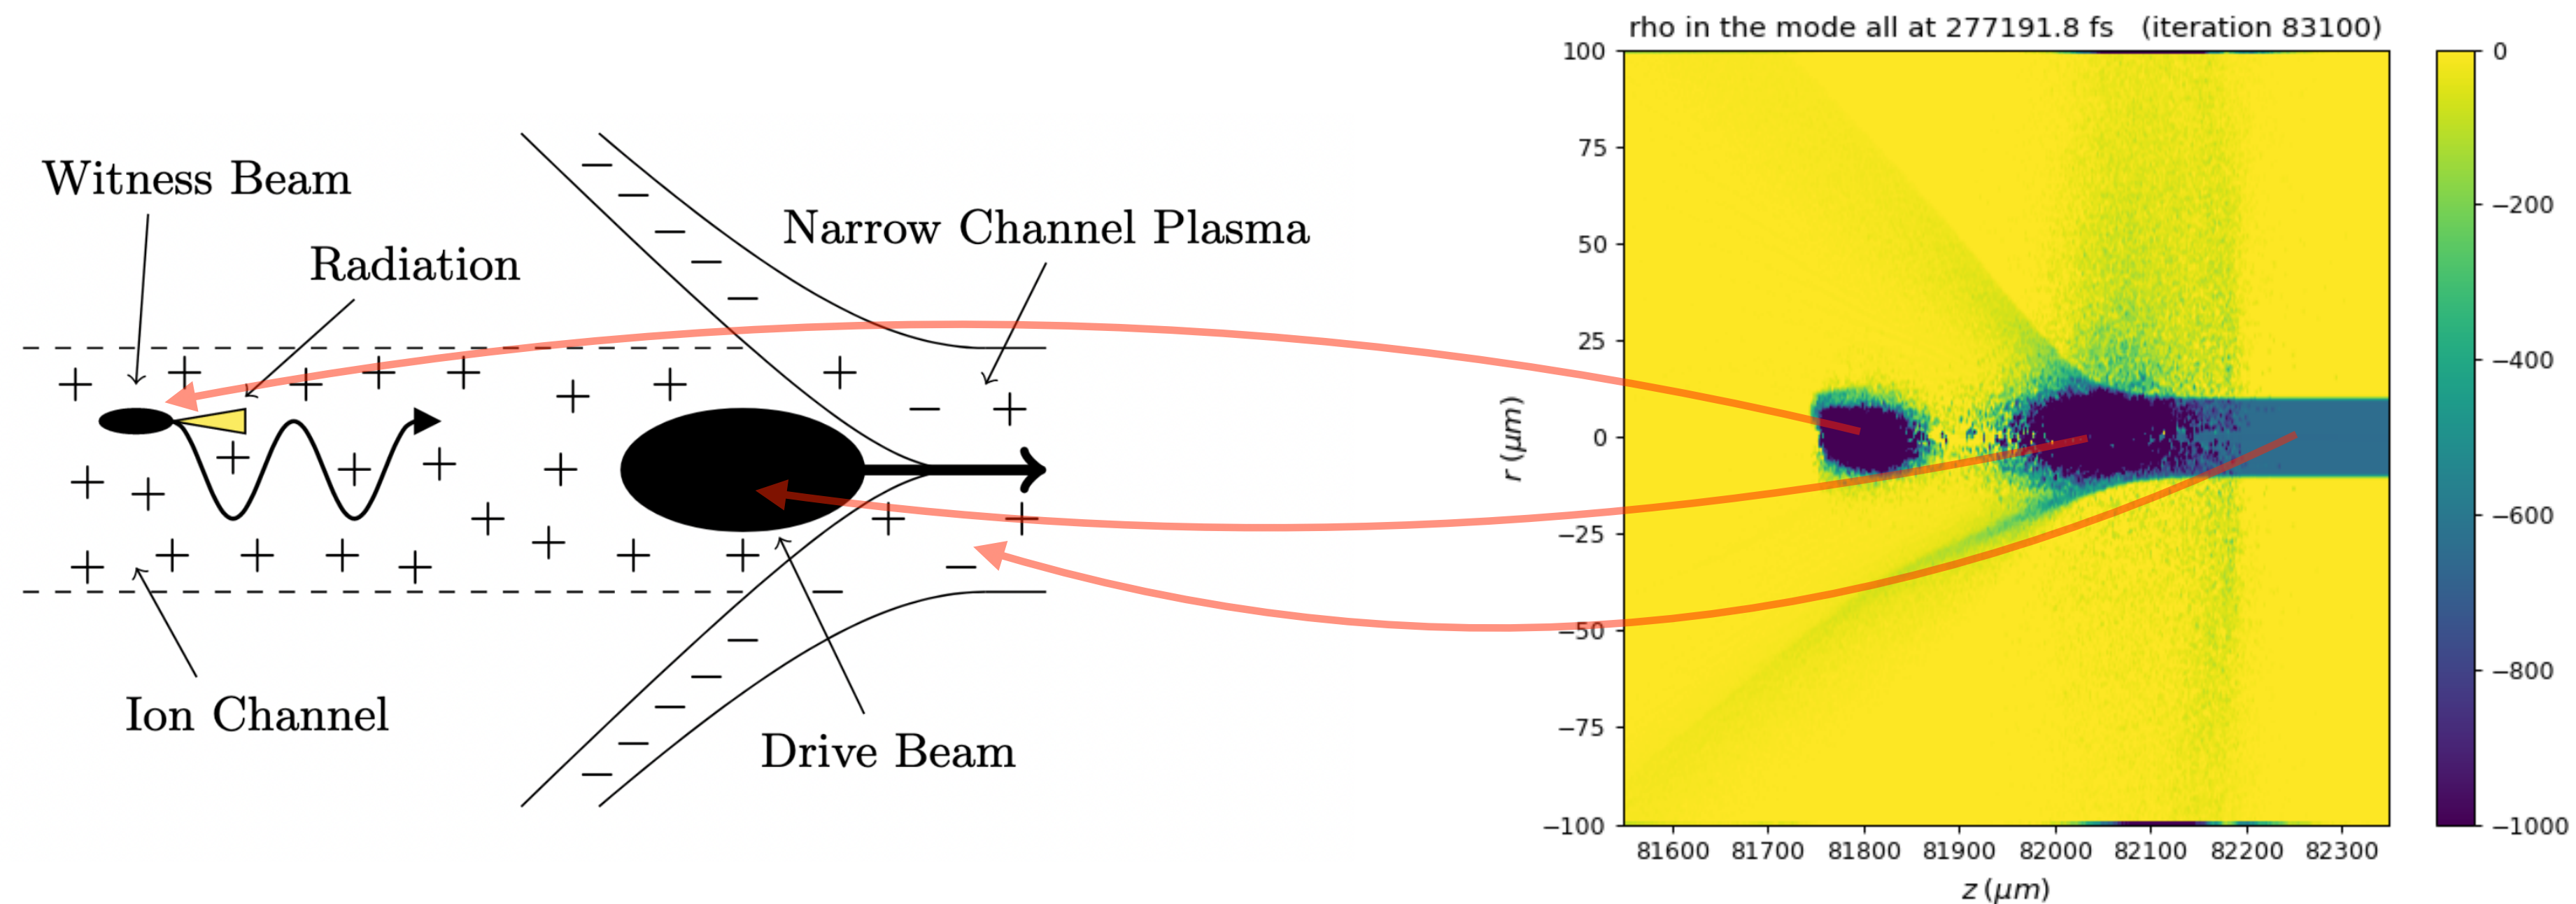 Witness Beam
Radiation
Narrow Channel Plasma
Ion Channel
Drive Beam
rho in the mode all at 277191.8 fs (iteration 83100)
100
75
50
25
0
−25
−50
−75
−100
r (μm)
81600 81700 81800 81900 82000 82100 82200 82300
z (μm)
0
−200
−400
−600
−800
−1000